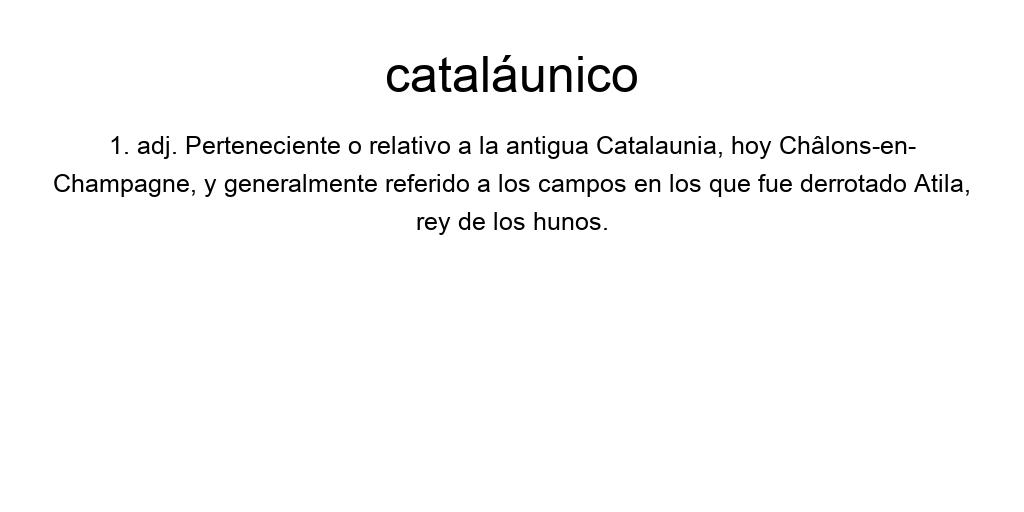 cataláunico
1. adj. Perteneciente o relativo a la antigua Catalaunia, hoy Châlons-en-
Champagne, y generalmente referido a los campos en los que fue derrotado Atila,
rey de los hunos.